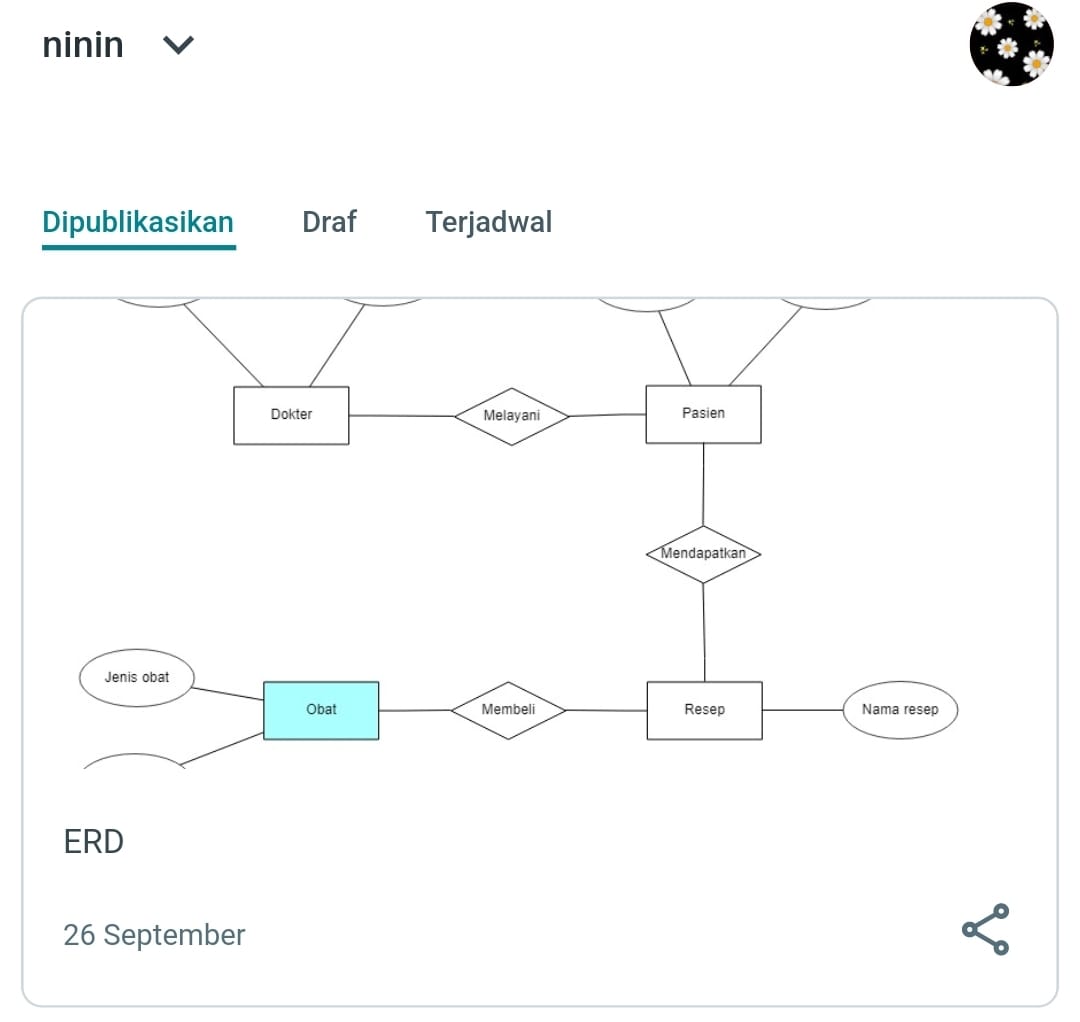 ninin
Dipublikasikan Draf Terjadwal
Dokter Melayani Pasien
Mendapatkan
Jenis obat
Obat Membeli Resep Nama resep
ERD
26 September